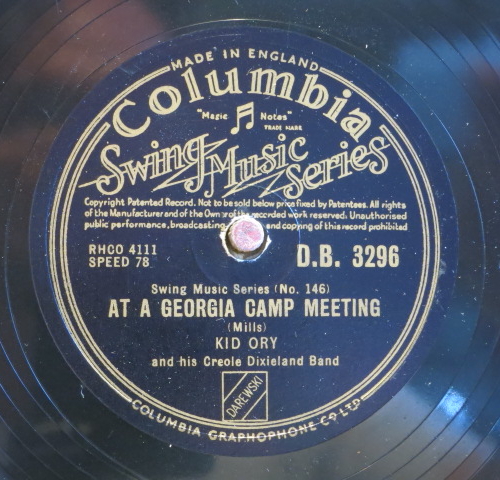 MADE IN ENGLAND
Columbia
"Magic Notes"
TRADE MARK
Swing Music Series
Copyright Patented Record. Not to be sold below price fixed by Patentees. All rights
of the Manufacturer and of the Owner of the recorded work reserved. Unauthorised
public performance, broadcasting and copying of this record prohibited
RHCO 4111
SPEED 78
D.B. 3296
Swing Music Series (No. 146)
AT A GEORGIA CAMP MEETING
(Mills)
KID ORY
and his Creole Dixieland Band
DAREWSKI
COLUMBIA GRAPHOPHONE CO LTD